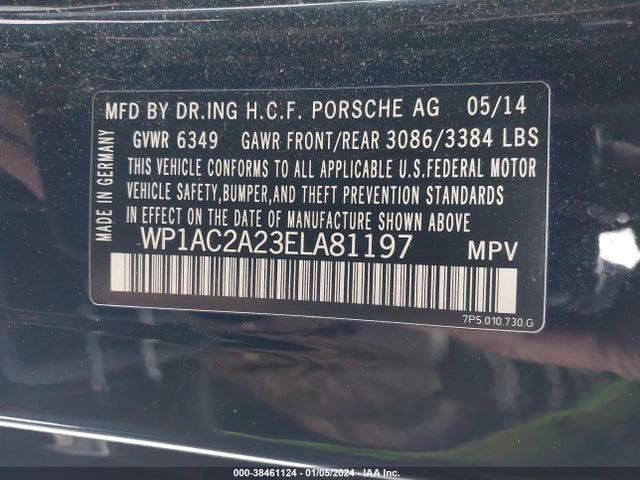 MFD BY DR.ING H.C.F. PORSCHE AG 05/14
GVWR 6349 GAWR FRONT/REAR 3086/3384 LBS
THIS VEHICLE CONFORMS TO ALL APPLICABLE U.S.FEDERAL MOTOR
VEHICLE SAFETY,BUMPER,AND THEFT PREVENTION STANDARDS
IN EFFECT ON THE DATE OF MANUFACTURE SHOWN ABOVE
MADE IN GERMANY
WP1AC2A23ELA81197 MPV
7P5.010.730.G
000-38461124 - 01/05/2024 - IAA Inc.